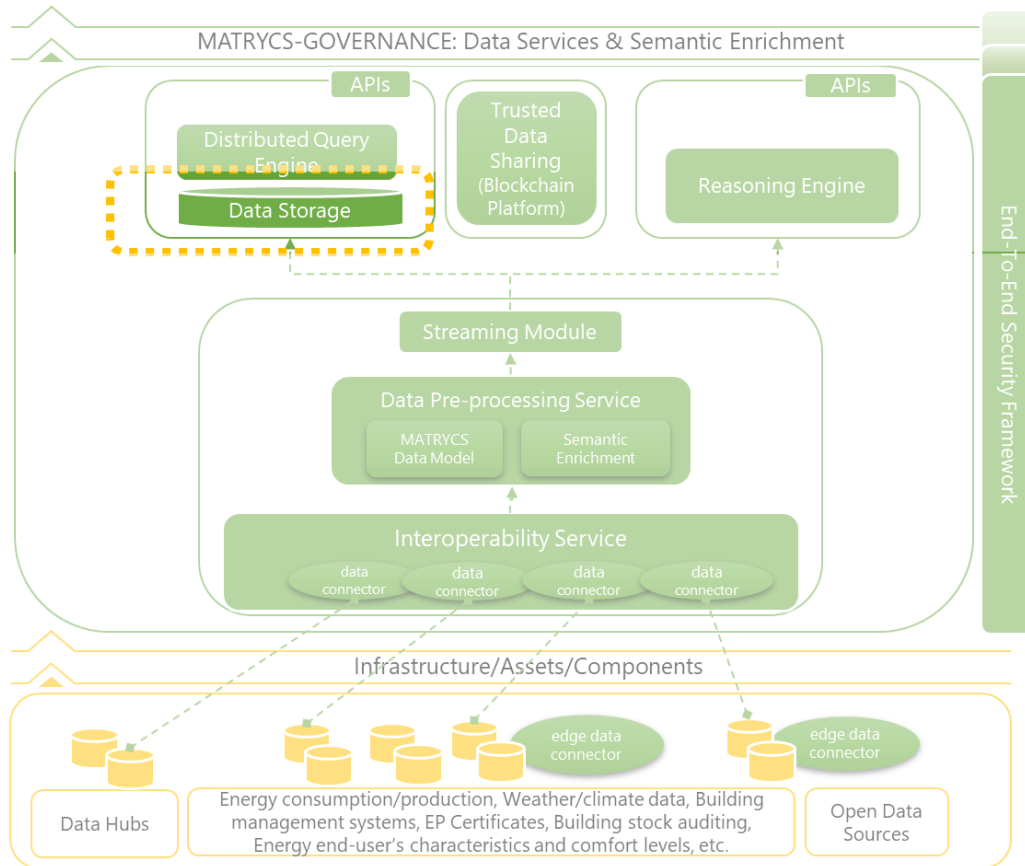 MATRYCS-GOVERNANCE: Data Services & Semantic Enrichment
APIs
Distributed Query
Engine
Data Storage
Trusted
Data
Sharing
(Blockchain
Platform)
APIs
Reasoning Engine
End-To-End Security Framework
Streaming Module
Data Pre-processing Service
MATRYCS
Data Model
Semantic
Enrichment
Interoperability Service
data
connector
data
connector
data
connector
data
connector
Infrastructure/Assets/Components
edge data
connector
edge data
connector
Data Hubs
Energy consumption/production, Weather/climate data, Building
management systems, EP Certificates, Building stock auditing,
Energy end-user's characteristics and comfort levels, etc.
Open Data
Sources